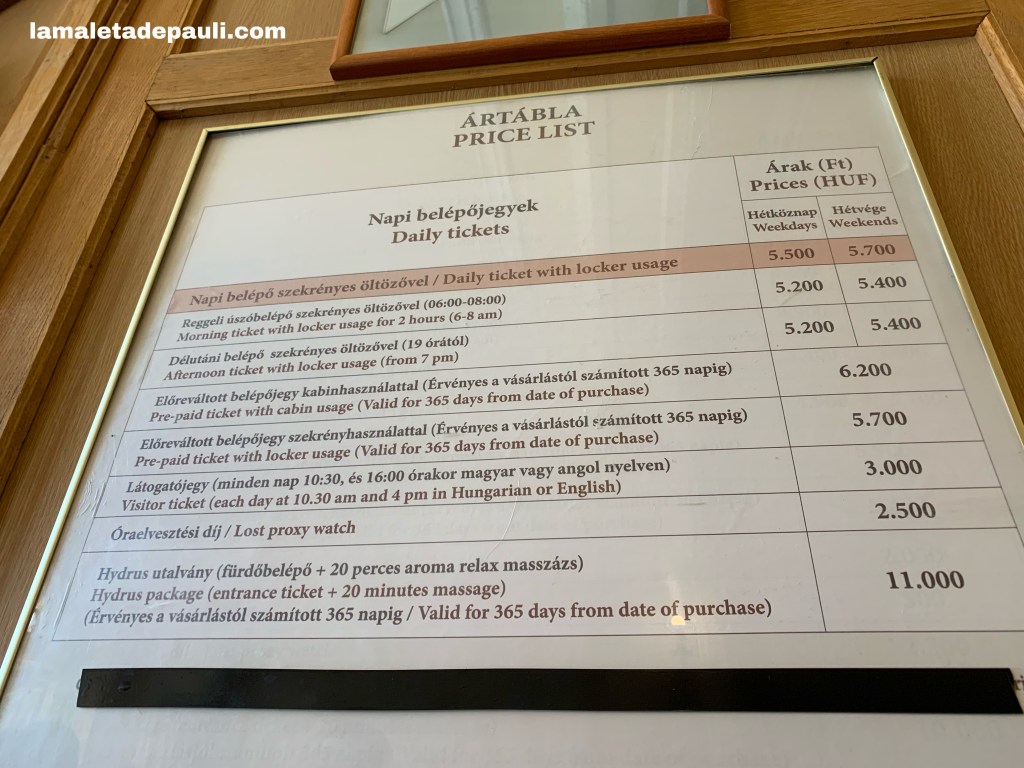 lamaletadepauli.com
ÁRTÁBLA
PRICE LIST
Napi belépőjegyek
Daily tickets
Árak (Ft)
Prices (HUF)
Hétköznap
Weekdays
Hétvége
Weekends
Napi belépő szekrényes öltözővel / Daily ticket with locker usage
5.500
5.700
Reggeli úszóbelépő szekrényes öltözővel (06:00-08:00)
Morning ticket with locker usage for 2 hours (6-8 am)
5.200
5.400
Délutáni belépő szekrényes öltözővel (19 órától)
Afternoon ticket with locker usage (from 7 pm)
5.200
5.400
Előreváltott belépőjegy kabinhasználattal (Érvényes a vásárlástól számított 365 napig)
Pre-paid ticket with cabin usage (Valid for 365 days from date of purchase)
6.200
Előreváltott belépőjegy szekrényhasználattal (Érvényes a vásárlástól számított 365 napig)
Pre-paid ticket with locker usage (Valid for 365 days from date of purchase)
5.700
Látogatójegy (minden nap 10:30, és 16:00 órakor magyar vagy angol nyelven)
Visitor ticket (each day at 10.30 am and 4 pm in Hungarian or English)
3.000
Óraelvesztési díj / Lost proxy watch
2.500
Hydrus utalvány (fürdőbelépő + 20 perces aroma relax masszázs)
Hydrus package (entrance ticket + 20 minutes massage)
(Érvényes a vásárlástól számított 365 napig / Valid for 365 days from date of purchase)
11.000